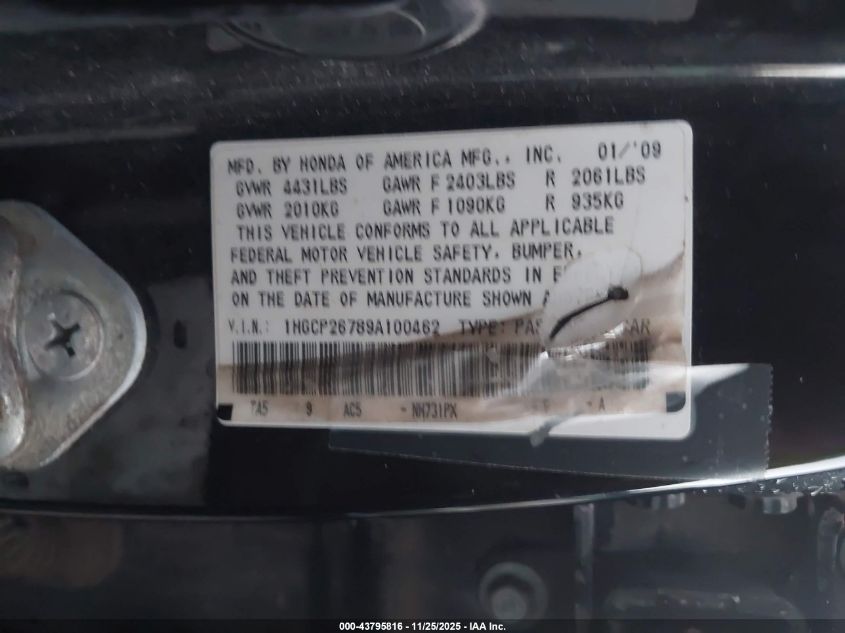 MFD. BY HONDA OF AMERICA MFG., INC. 01/'09
GVWR 4431LBS GAWR F 2403LBS R 2061LBS
GVWR 2010KG GAWR F 1090KG R 935KG
THIS VEHICLE CONFORMS TO ALL APPLICABLE
FEDERAL MOTOR VEHICLE SAFETY, BUMPER,
AND THEFT PREVENTION STANDARDS IN
ON THE DATE OF MANUFACTURE SHOWN
V.I.N.: 1HGCP26789A100462 TYPE:
TA5 9 AC5 - NH731PX - A
000-43795816 - 11/25/2025 - IAA Inc.